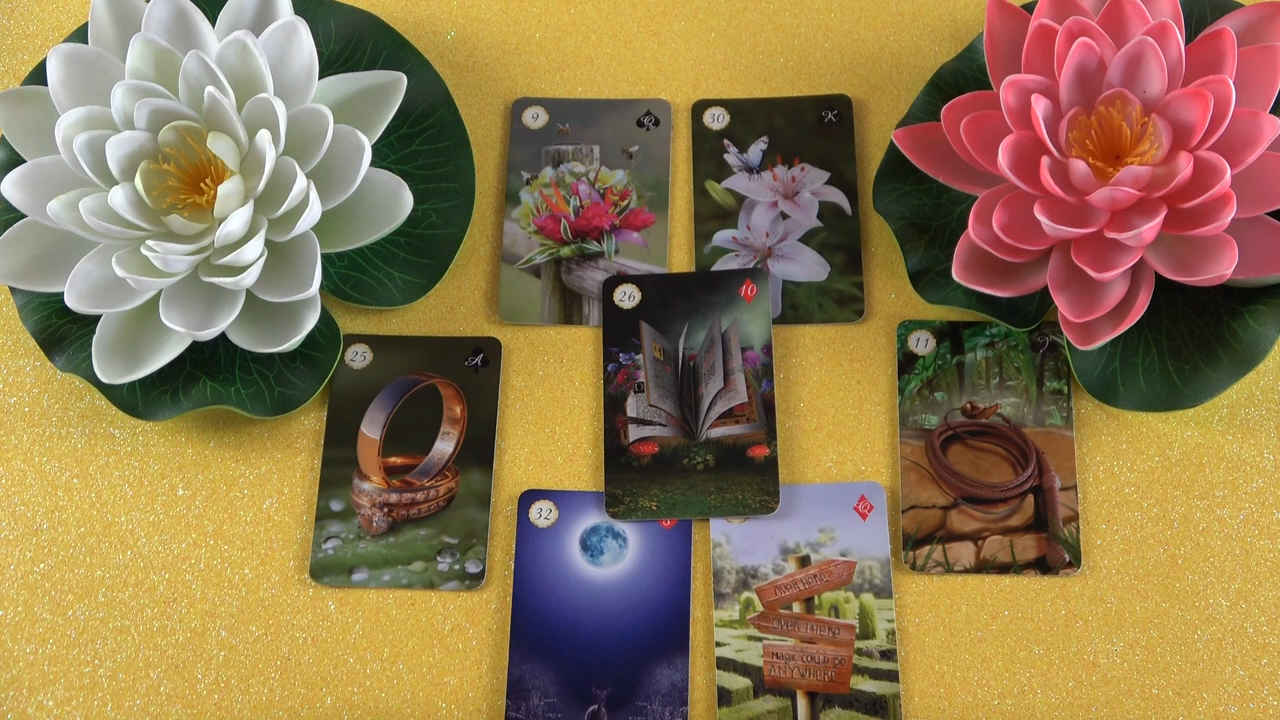 9
Q
30
K
26
10
25
A
11
32
Q
OVER HERE
OVER THERE
MAGIC COULD BE
ANYWHERE